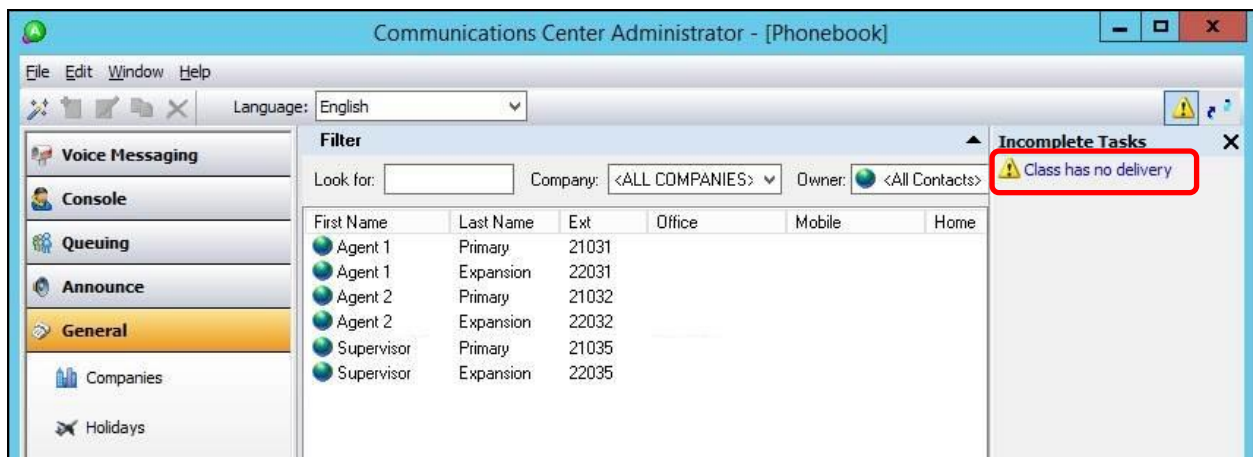 Communications Center Administrator - [Phonebook]
File Edit Window Help
Language: English
Voice Messaging
Console
Queuing
Announce
General
Companies
Holidays
Filter
Look for: Company: <ALL COMPANIES> Owner: <All Contacts>
First Name Last Name Ext Office Mobile Home
Agent 1 Primary 21031
Agent 1 Expansion 22031
Agent 2 Primary 21032
Agent 2 Expansion 22032
Supervisor Primary 21035
Supervisor Expansion 22035
Incomplete Tasks X
Class has no delivery